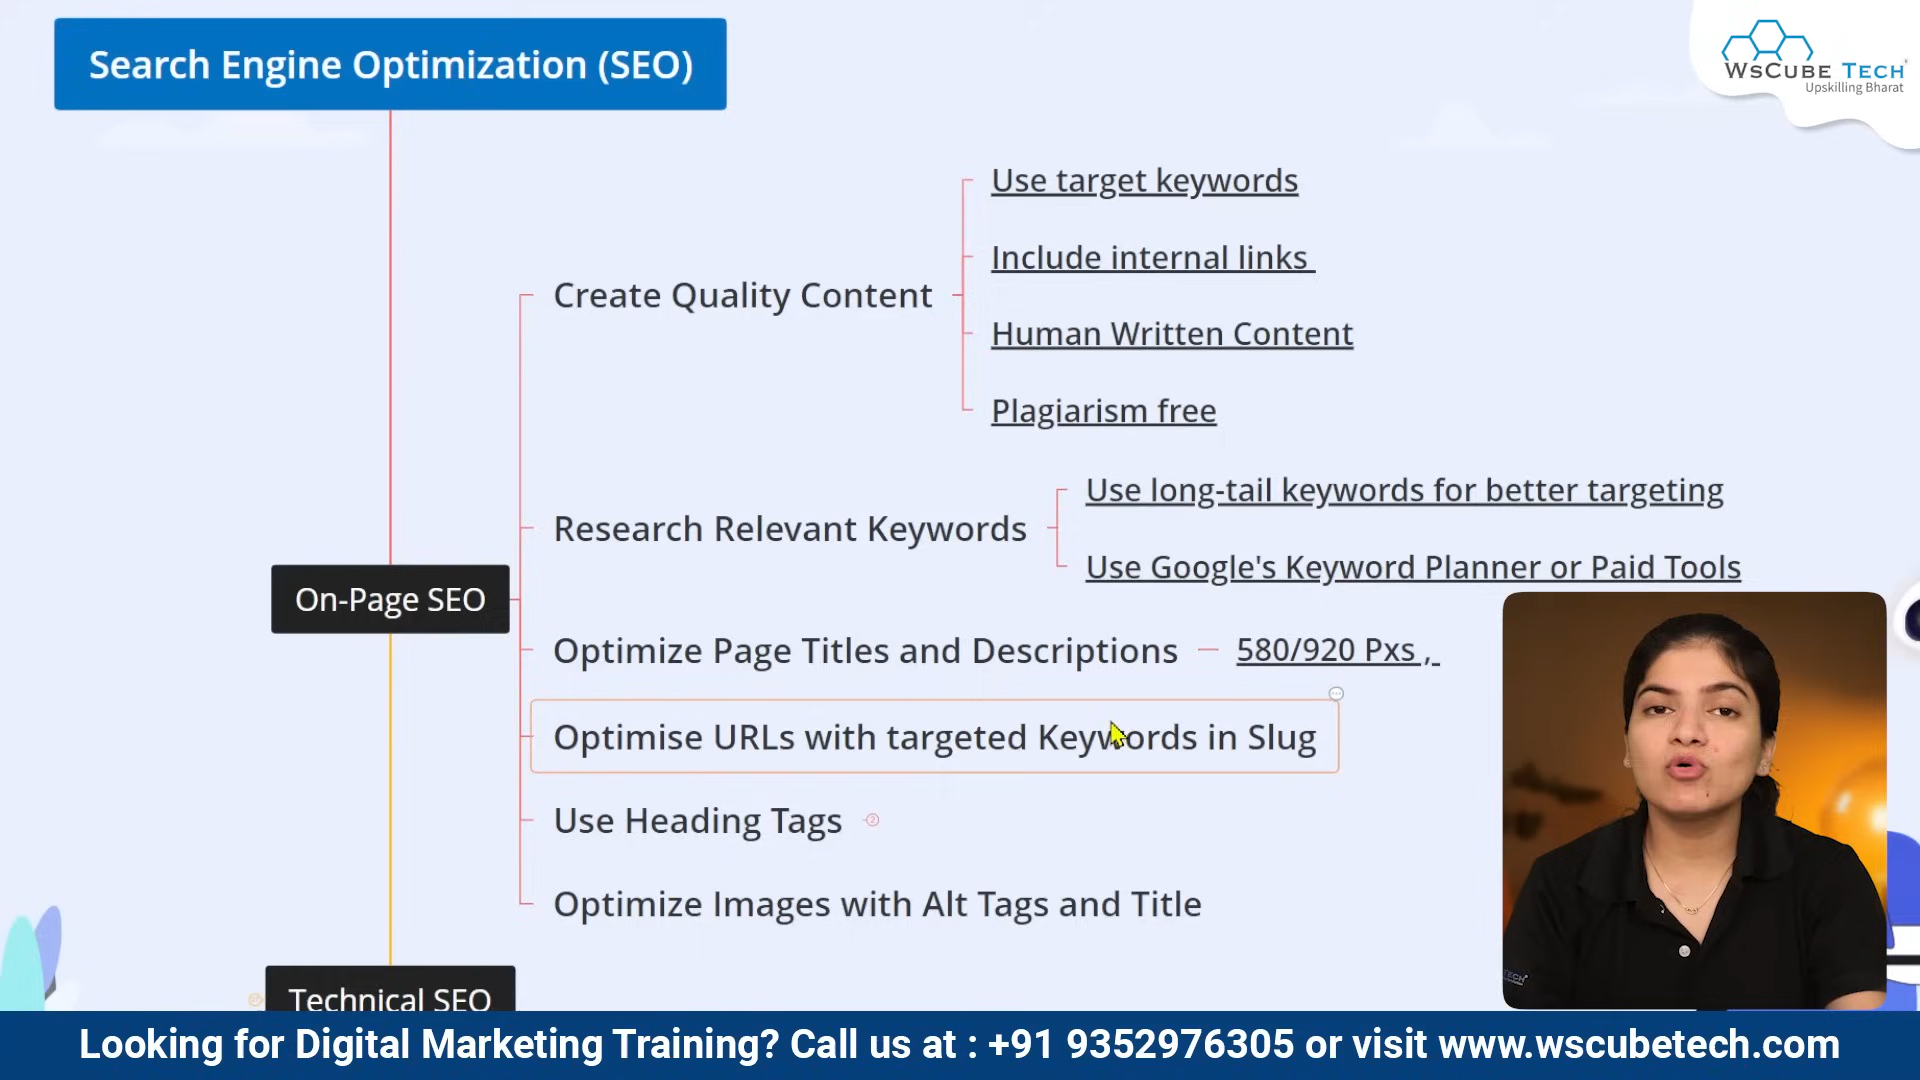 Search Engine Optimization (SEO)
WsCube Tech
Upskilling Bharat
Use target keywords
Include internal links
Create Quality Content
Human Written Content
Plagiarism free
Use long-tail keywords for better targeting
Research Relevant Keywords
Use Google's Keyword Planner or Paid Tools
On-Page SEO
Optimize Page Titles and Descriptions
580/920 Pxs ,
Optimise URLs with targeted Keywords in Slug
Use Heading Tags
2
Optimize Images with Alt Tags and Title
Technical SEO
TECH
Looking for Digital Marketing Training? Call us at : +91 9352976305 or visit www.wscubetech.com